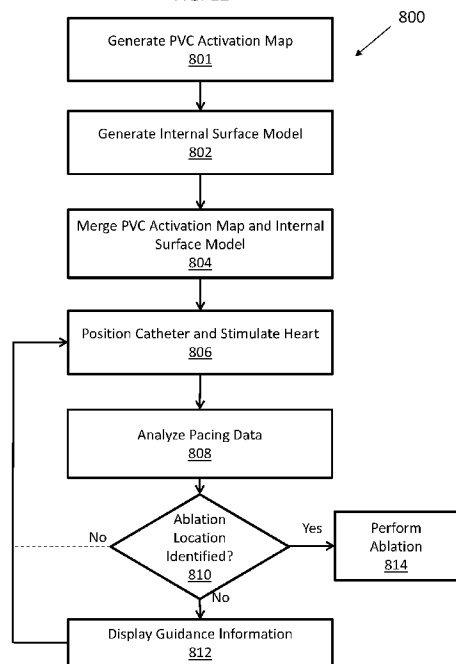 800
Generate PVC Activation Map
801
Generate Internal Surface Model
802
Merge PVC Activation Map and Internal
Surface Model
804
Position Catheter and Stimulate Heart
806
Analyze Pacing Data
808
Ablation
Location
Identified?
810
No
Yes
Perform
Ablation
814
No
Display Guidance Information
812